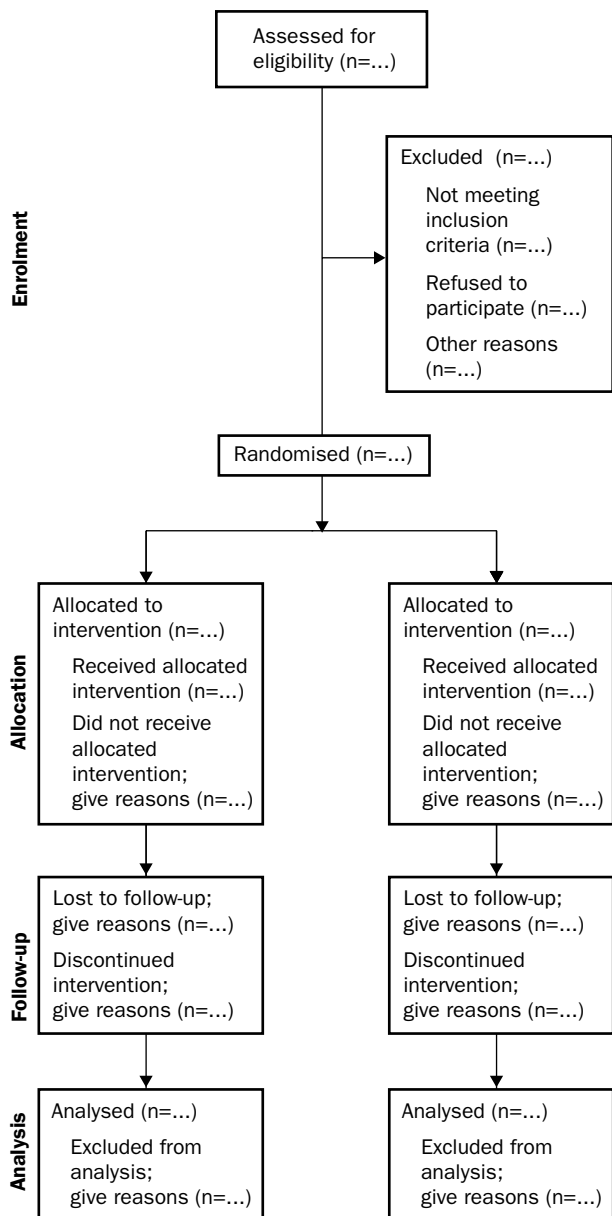 Assessed for
eligibility (n=...)
Enrolment
Excluded (n=...)
Not meeting
inclusion
criteria (n=...)
Refused to
participate (n=...)
Other reasons
(n=...)
Randomised (n=...)
Allocation
Allocated to
intervention (n=...)
Received allocated
intervention (n=...)
Did not receive
allocated
intervention;
give reasons (n=...)
Allocated to
intervention (n=...)
Received allocated
intervention (n=...)
Did not receive
allocated
intervention;
give reasons (n=...)
Follow-up
Lost to follow-up;
give reasons (n=...)
Discontinued
intervention;
give reasons (n=...)
Lost to follow-up;
give reasons (n=...)
Discontinued
intervention;
give reasons (n=...)
Analysis
Analysed (n=...)
Excluded from
analysis;
give reasons (n=...)
Analysed (n=...)
Excluded from
analysis;
give reasons (n=...)